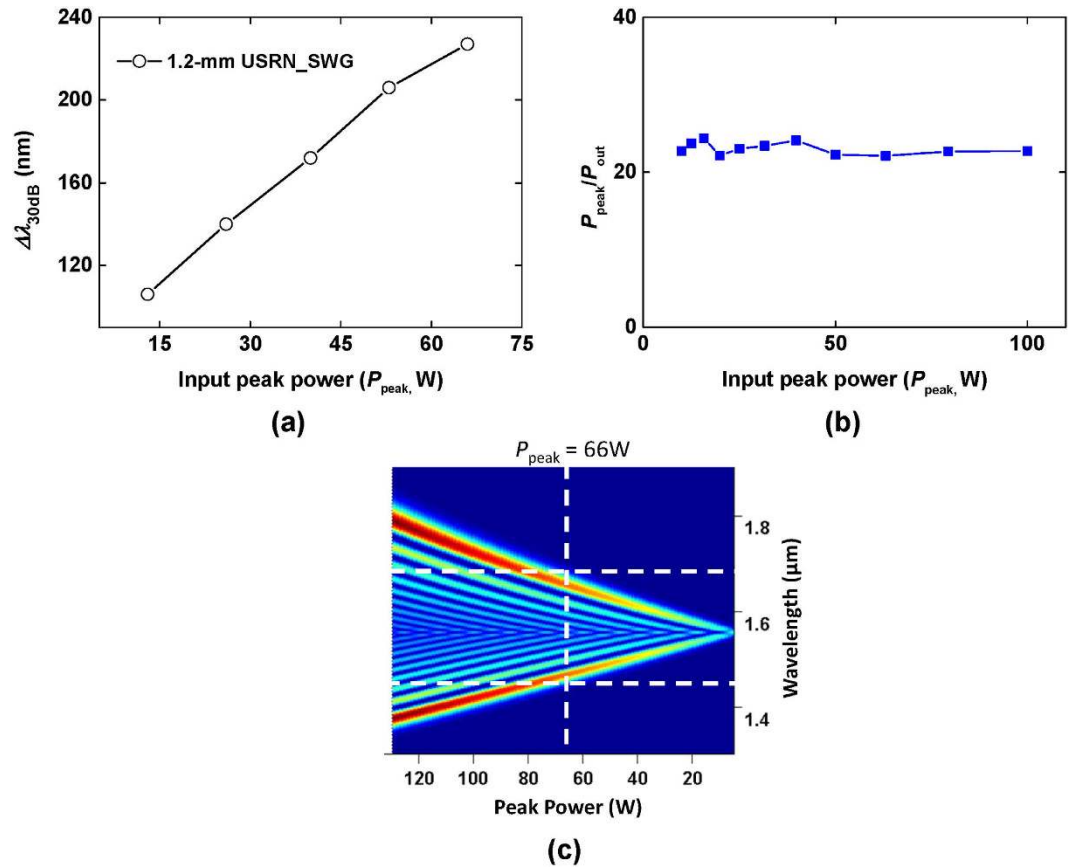 240
200
160
120
Δλ30dB (nm)
1.2-mm USRN_SWG
15 30 45 60 75
Input peak power (Ppeak, W)
(a)
40
20
0
Ppeak/Pout
0 50 100
Input peak power (Ppeak, W)
(b)
Ppeak = 66W
1.8
1.6
1.4
Wavelength (μm)
120 100 80 60 40 20
Peak Power (W)
(c)